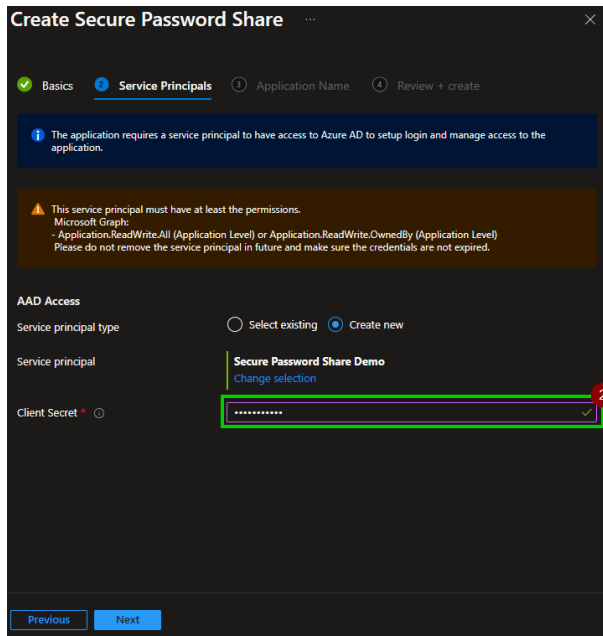 Create Secure Password Share ...
Basics 2 Service Principals 3 Application Name 4 Review + create
The application requires a service principal to have access to Azure AD to setup login and manage access to the
application.
This service principal must have at least the permissions.
Microsoft Graph:
- Application.ReadWrite.All (Application Level) or Application.ReadWrite.OwnedBy (Application Level)
Please do not remove the service principal in future and make sure the credentials are not expired.
AAD Access
Service principal type Select existing Create new
Service principal Secure Password Share Demo
Change selection
2
Client Secret * •••••••••••
Previous Next